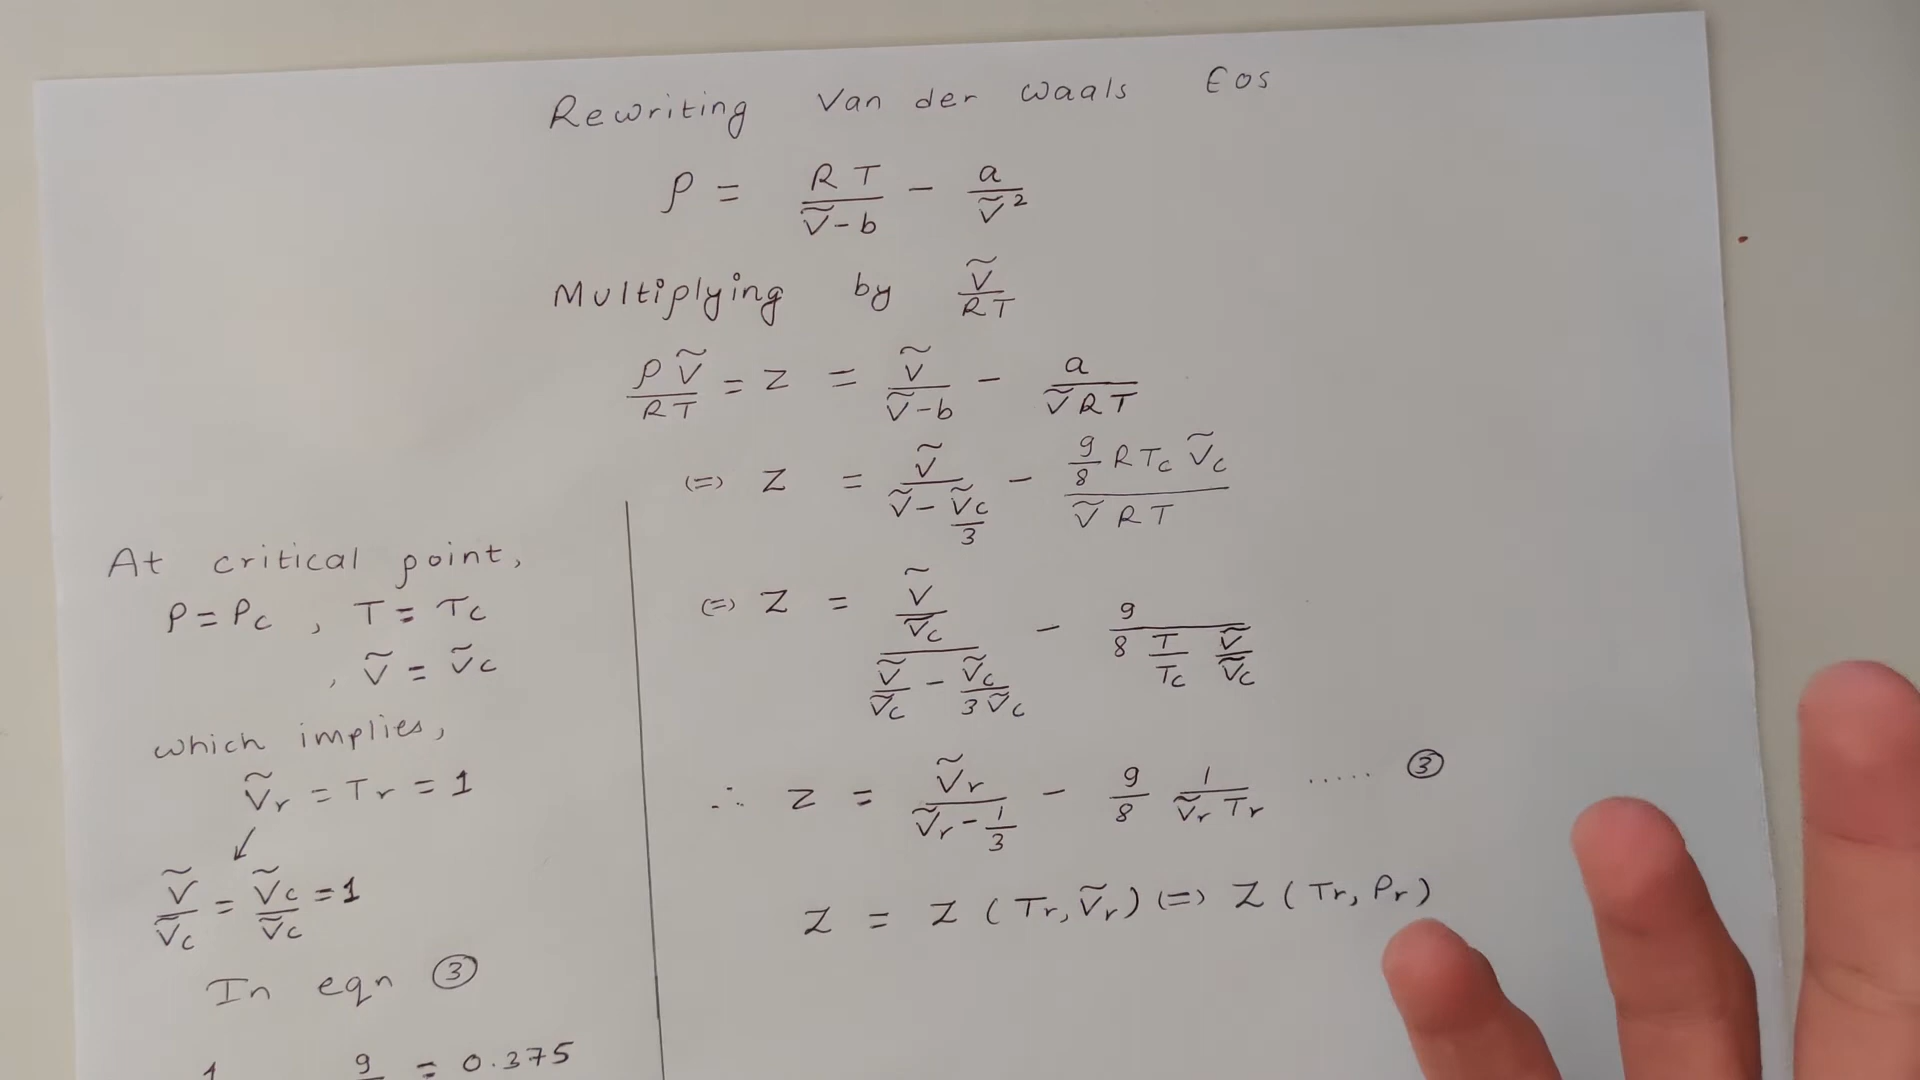 Rewriting Van der Waals Eos
P = RT/(Ṽ-b) - a/Ṽ²
Multiplying by Ṽ/RT
PṼ/RT = Z = Ṽ/(Ṽ-b) - a/(ṼRT)
(=) Z = Ṽ/(Ṽ - Ṽc/3) - (9/8 RTc Ṽc)/(ṼRT)
(=) Z = (Ṽ/Ṽc)/(Ṽ/Ṽc - Ṽc/3Ṽc) - 9/(8 T/Tc Ṽ/Ṽc)
∴ Z = Ṽr/(Ṽr - 1/3) - 9/8 1/(Ṽr Tr) ..... ③
Z = Z (Tr, Ṽr) (=) Z (Tr, Pr)
At critical point,
P = Pc , T = Tc
, Ṽ = Ṽc
which implies,
Ṽr = Tr = 1
Ṽ/Ṽc = Ṽc/Ṽc = 1
In eqn ③
1 9 = 0.375